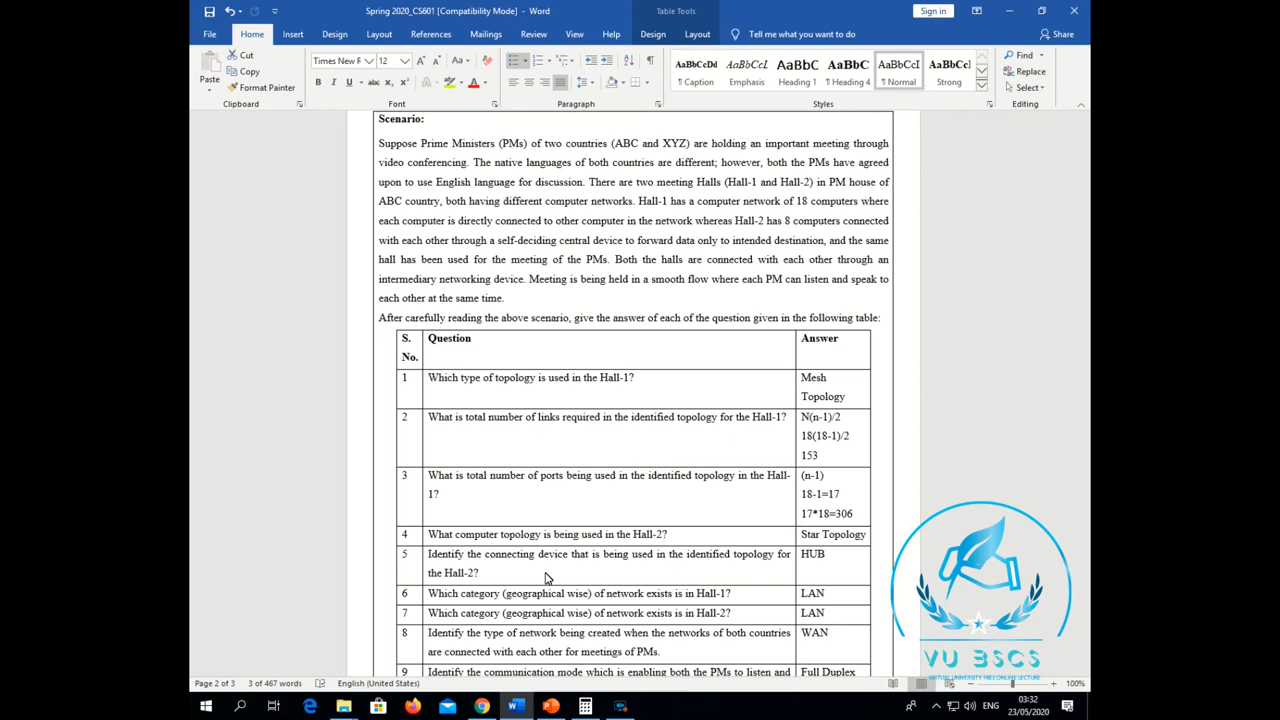 Spring 2020_CS601 [Compatibility Mode] - Word
Table Tools
Sign in
File Home Insert Design Layout References Mailings Review View Help Design Layout Tell me what you want to do Share
Paste
Cut
Copy
Format Painter
Clipboard
Times New F 12
Font
Paragraph
AaBbCcDd AaBbCcL AaBbC AaBbC AaBbCcI AaBbCc]
¶ Caption Emphasis Heading 1 ¶ Heading 4 ¶ Normal Strong
Styles
Find
Replace
Select
Editing
Scenario:
Suppose Prime Ministers (PMs) of two countries (ABC and XYZ) are holding an important meeting through
video conferencing. The native languages of both countries are different; however, both the PMs have agreed
upon to use English language for discussion. There are two meeting Halls (Hall-1 and Hall-2) in PM house of
ABC country, both having different computer networks. Hall-1 has a computer network of 18 computers where
each computer is directly connected to other computer in the network whereas Hall-2 has 8 computers connected
with each other through a self-deciding central device to forward data only to intended destination, and the same
hall has been used for the meeting of the PMs. Both the halls are connected with each other through an
intermediary networking device. Meeting is being held in a smooth flow where each PM can listen and speak to
each other at the same time.
After carefully reading the above scenario, give the answer of each of the question given in the following table:
S. No. Question Answer
1 Which type of topology is used in the Hall-1? Mesh
Topology
2 What is total number of links required in the identified topology for the Hall-1? N(n-1)/2
18(18-1)/2
153
3 What is total number of ports being used in the identified topology in the Hall- (n-1)
1? 18-1=17
17*18=306
4 What computer topology is being used in the Hall-2? Star Topology
5 Identify the connecting device that is being used in the identified topology for HUB
the Hall-2?
6 Which category (geographical wise) of network exists is in Hall-1? LAN
7 Which category (geographical wise) of network exists is in Hall-2? LAN
8 Identify the type of network being created when the networks of both countries WAN
are connected with each other for meetings of PMs.
9 Identify the communication mode which is enabling both the PMs to listen and Full Duplex
VU BSCS
VIRTUAL UNIVERSITY FREE ONLINE LECTURE
Page 2 of 3 3 of 467 words English (United States) 100%
ENG
03:32
23/05/2020